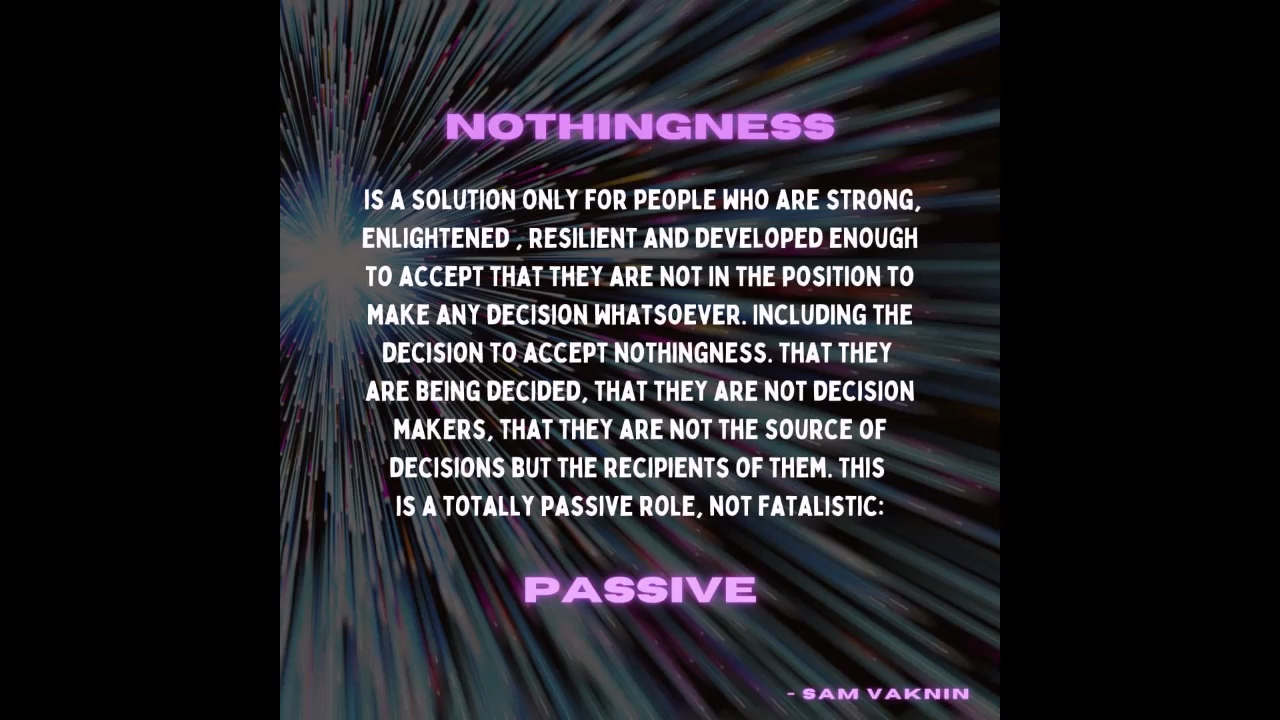 NOTHINGNESS
IS A SOLUTION ONLY FOR PEOPLE WHO ARE STRONG,
ENLIGHTENED , RESILIENT AND DEVELOPED ENOUGH
TO ACCEPT THAT THEY ARE NOT IN THE POSITION TO
MAKE ANY DECISION WHATSOEVER. INCLUDING THE
DECISION TO ACCEPT NOTHINGNESS. THAT THEY
ARE BEING DECIDED, THAT THEY ARE NOT DECISION
MAKERS, THAT THEY ARE NOT THE SOURCE OF
DECISIONS BUT THE RECIPIENTS OF THEM. THIS
IS A TOTALLY PASSIVE ROLE, NOT FATALISTIC:
PASSIVE
- SAM VAKNIN